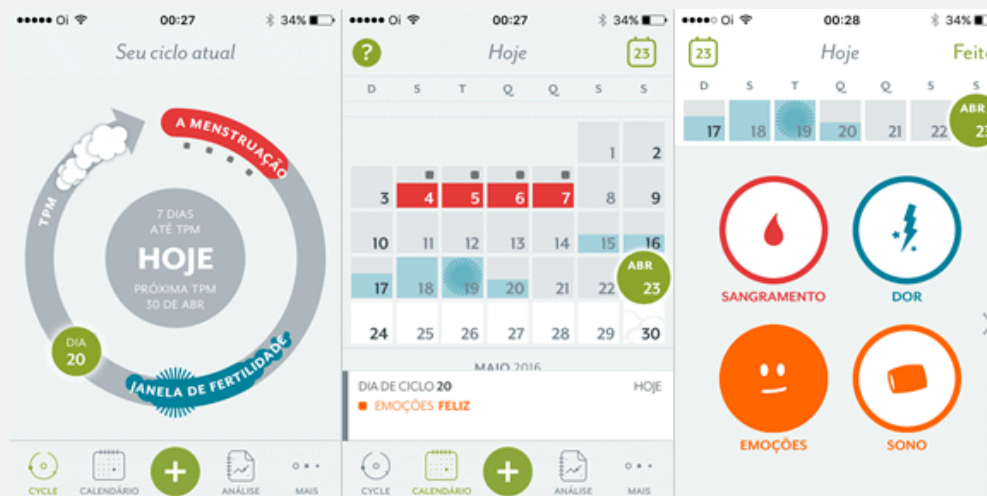 Oi 00:27 34%
Seu ciclo atual
A MENSTRUAÇÃO
TPM
7 DIAS
ATÉ TPM
HOJE
PRÓXIMA TPM
30 DE ABR
DIA
20
JANELA DE FERTILIDADE
CYCLE CALENDÁRIO + ANÁLISE MAIS
Oi 00:27 34%
? Hoje 23
D S T Q Q S S
1 2
3 4 5 6 7 8 9
10 11 12 13 14 15 16
17 18 19 20 21 22 ABR 23
24 25 26 27 28 29 30
MAIO 2016
DIA DE CICLO 20 HOJE
EMOÇÕES FELIZ
CYCLE CALENDÁRIO + ANÁLISE MAIS
Oi 00:28 34%
23 Hoje Feito
D S T Q Q S S
17 18 19 20 21 22 ABR 23
SANGRAMENTO DOR
EMOÇÕES SONO